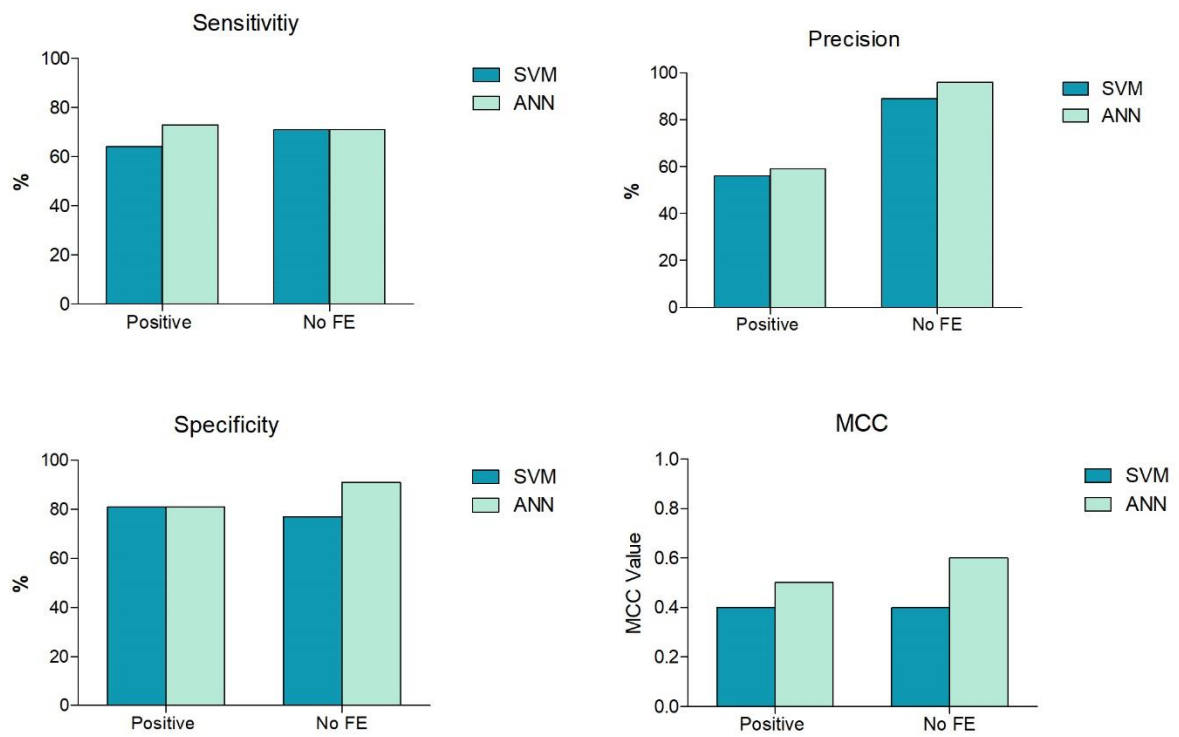 Sensitivitiy
100
80
60
40
20
0
%
Positive
No FE
SVM
ANN
Precision
100
80
60
40
20
0
%
Positive
No FE
SVM
ANN
Specificity
100
80
60
40
20
0
%
Positive
No FE
SVM
ANN
MCC
1.0
0.8
0.6
0.4
0.2
0.0
MCC Value
Positive
No FE
SVM
ANN